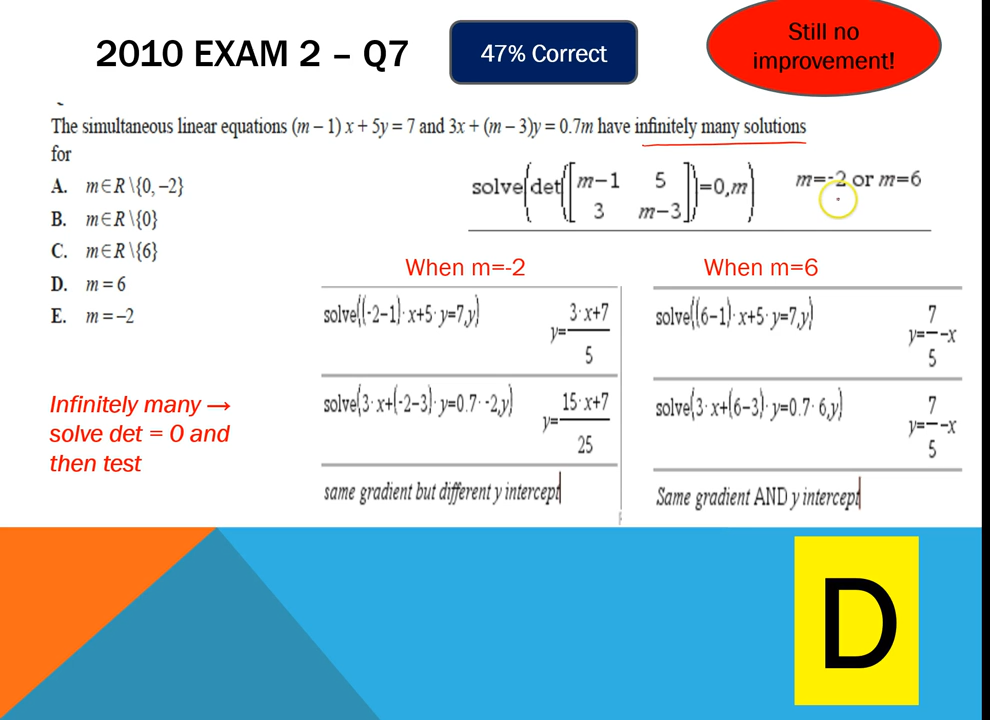 2010 EXAM 2 – Q7
47% Correct
Still no
improvement!
The simultaneous linear equations (m – 1) x + 5y = 7 and 3x + (m – 3)y = 0.7m have infinitely many solutions
for
A. m∈R\{0, –2}
B. m∈R\{0}
C. m∈R\{6}
D. m = 6
E. m = –2
solve(det([m−1 5
3 m−3])=0,m)
m=-2 or m=6
When m=-2
solve((-2−1)·x+5·y=7,y)
y=(3·x+7)/5
solve(3·x+(-2−3)·y=0.7·-2,y)
y=(15·x+7)/25
same gradient but different y intercept
When m=6
solve((6−1)·x+5·y=7,y)
y=7/5−x
solve(3·x+(6−3)·y=0.7·6,y)
y=7/5−x
Same gradient AND y intercept
Infinitely many →
solve det = 0 and
then test
D